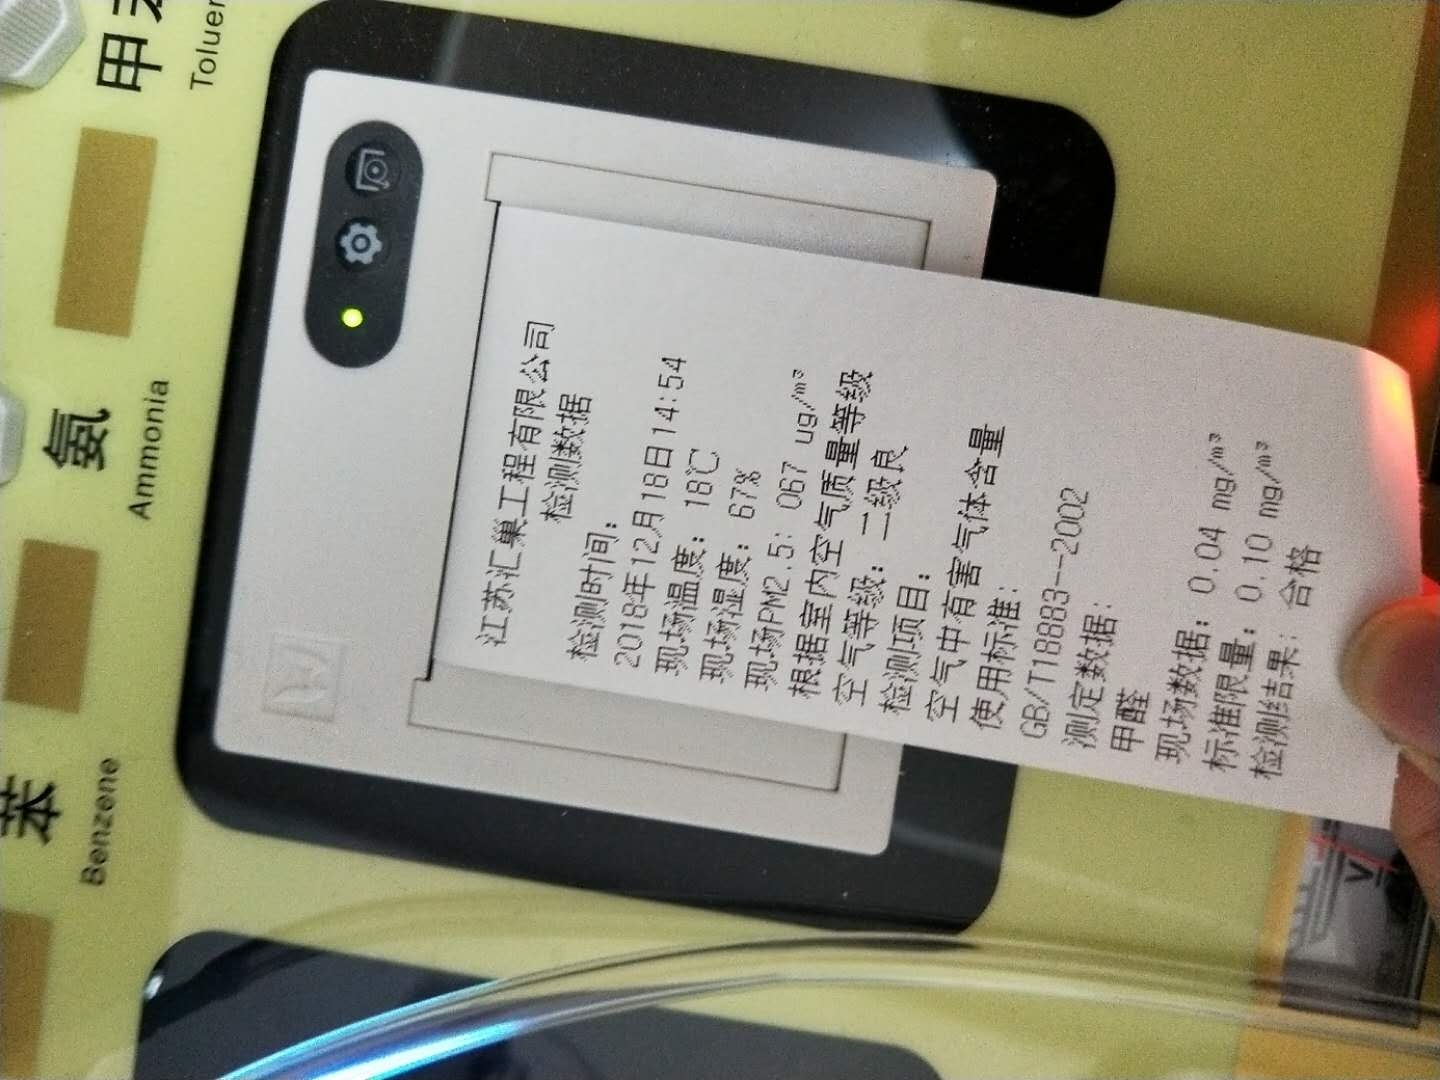 江苏汇巢工程有限公司
检测数据
检测时间：
2018年12月18日14:54
现场温度：18℃
现场湿度：67%
现场PM2.5：067 ug/m³
根据室内空气质量等级
空气等级：二级良
检测项目：
空气中有害气体含量
使用标准：
GB/T18883--2002
测定数据：
甲醛
现场数据：0.04 mg/m³
标准限量：0.10 mg/m³
检测结果：合格
氨
Ammonia
苯
Benzene